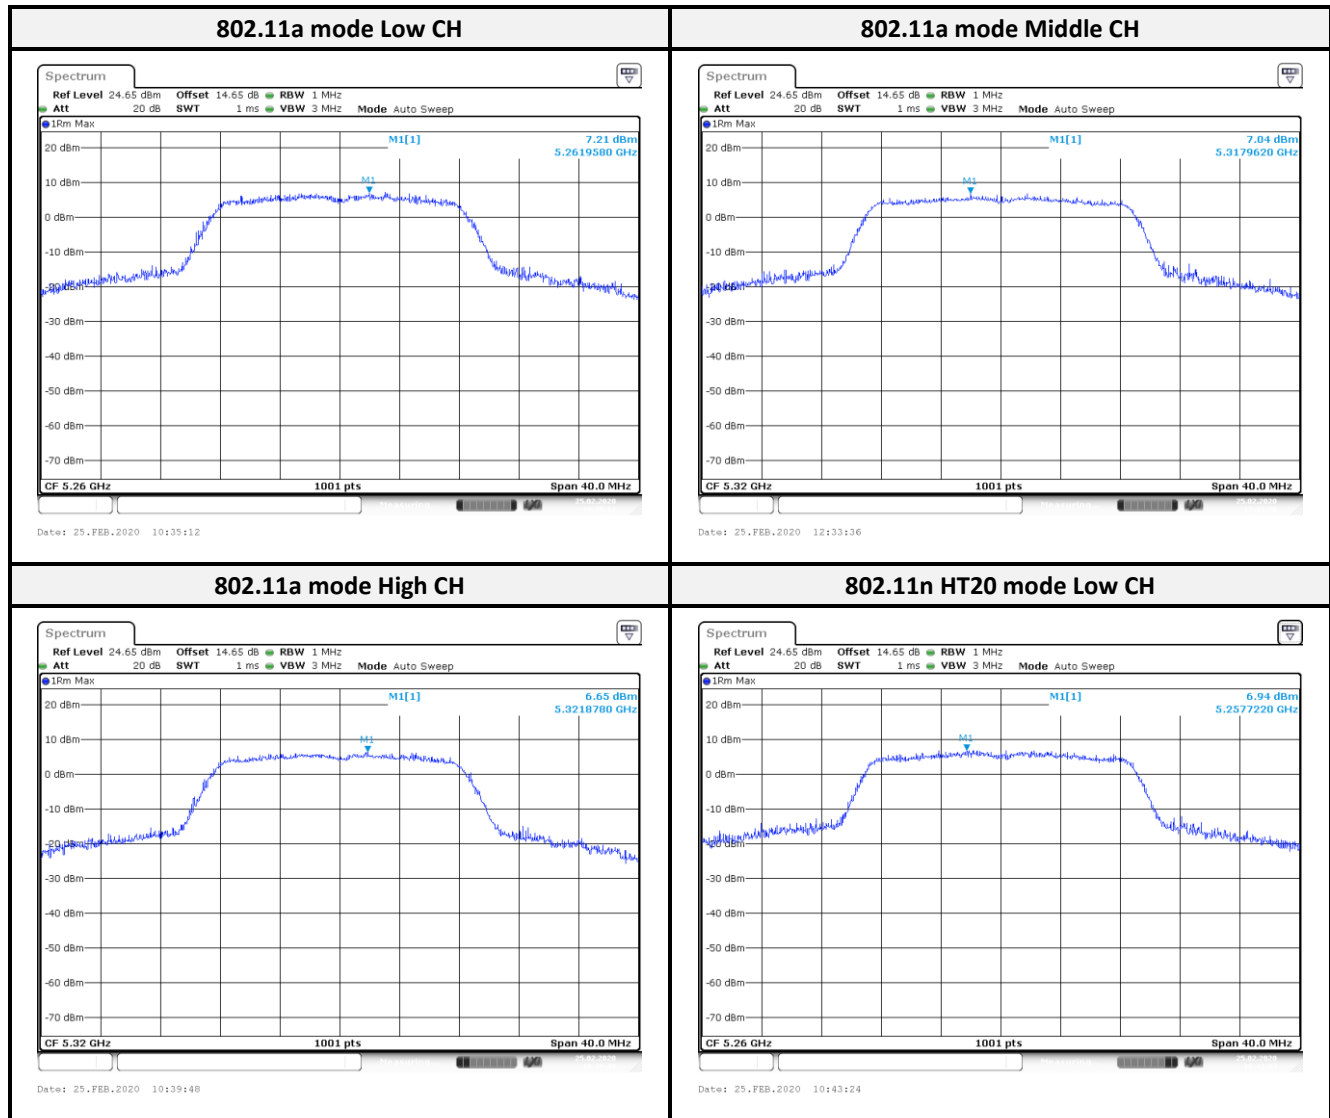 802.11a mode Low CH
Spectrum
Ref Level 24.65 dBm Offset 14.65 dB RBW 1 MHz
Att 20 dB SWT 1 ms VBW 3 MHz Mode Auto Sweep
1Rm Max
M1[1] 7.21 dBm
5.2619580 GHz
20 dBm
10 dBm
M1
0 dBm
-10 dBm
-20 dBm
-30 dBm
-40 dBm
-50 dBm
-60 dBm
-70 dBm
CF 5.26 GHz 1001 pts Span 40.0 MHz
Date: 25.FEB.2020 10:35:12
802.11a mode Middle CH
Spectrum
Ref Level 24.65 dBm Offset 14.65 dB RBW 1 MHz
Att 20 dB SWT 1 ms VBW 3 MHz Mode Auto Sweep
1Rm Max
M1[1] 7.04 dBm
5.3179620 GHz
20 dBm
10 dBm
M1
0 dBm
-10 dBm
-20 dBm
-30 dBm
-40 dBm
-50 dBm
-60 dBm
-70 dBm
CF 5.32 GHz 1001 pts Span 40.0 MHz
Date: 25.FEB.2020 12:33:36
802.11a mode High CH
Spectrum
Ref Level 24.65 dBm Offset 14.65 dB RBW 1 MHz
Att 20 dB SWT 1 ms VBW 3 MHz Mode Auto Sweep
1Rm Max
M1[1] 6.65 dBm
5.3218780 GHz
20 dBm
10 dBm
M1
0 dBm
-10 dBm
-20 dBm
-30 dBm
-40 dBm
-50 dBm
-60 dBm
-70 dBm
CF 5.32 GHz 1001 pts Span 40.0 MHz
Date: 25.FEB.2020 10:39:48
802.11n HT20 mode Low CH
Spectrum
Ref Level 24.65 dBm Offset 14.65 dB RBW 1 MHz
Att 20 dB SWT 1 ms VBW 3 MHz Mode Auto Sweep
1Rm Max
M1[1] 6.94 dBm
5.2577220 GHz
20 dBm
10 dBm
M1
0 dBm
-10 dBm
-20 dBm
-30 dBm
-40 dBm
-50 dBm
-60 dBm
-70 dBm
CF 5.26 GHz 1001 pts Span 40.0 MHz
Date: 25.FEB.2020 10:43:24